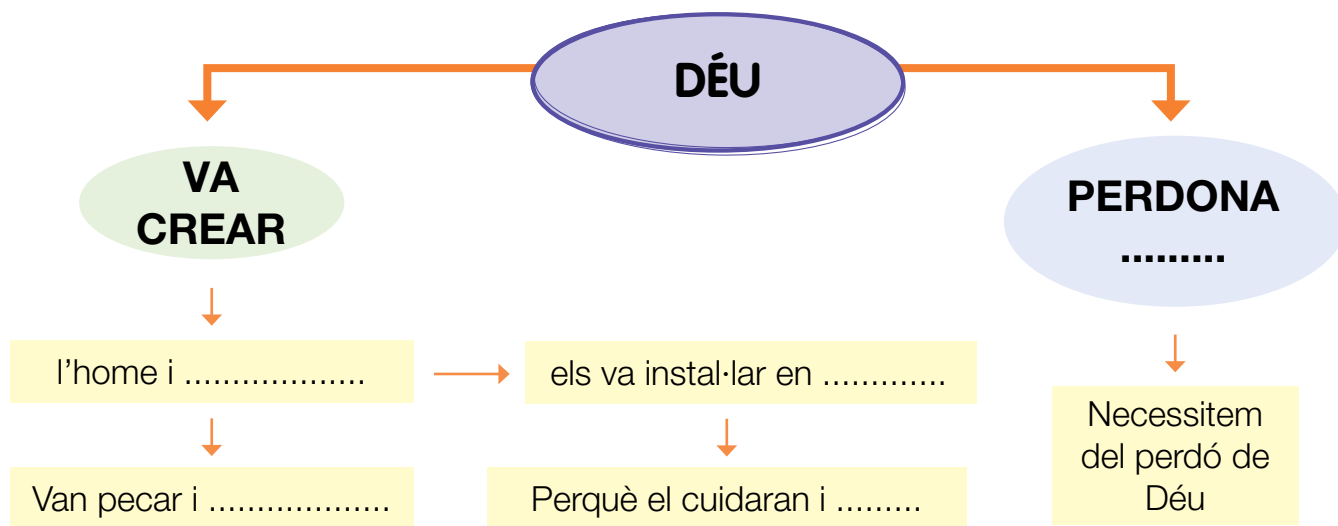 DÉU
VA
CREAR
PERDONA
.........
l'home i ...................
els va instal·lar en .............
Necessitem
del perdó de
Déu
Van pecar i ...................
Perquè el cuidaran i .........